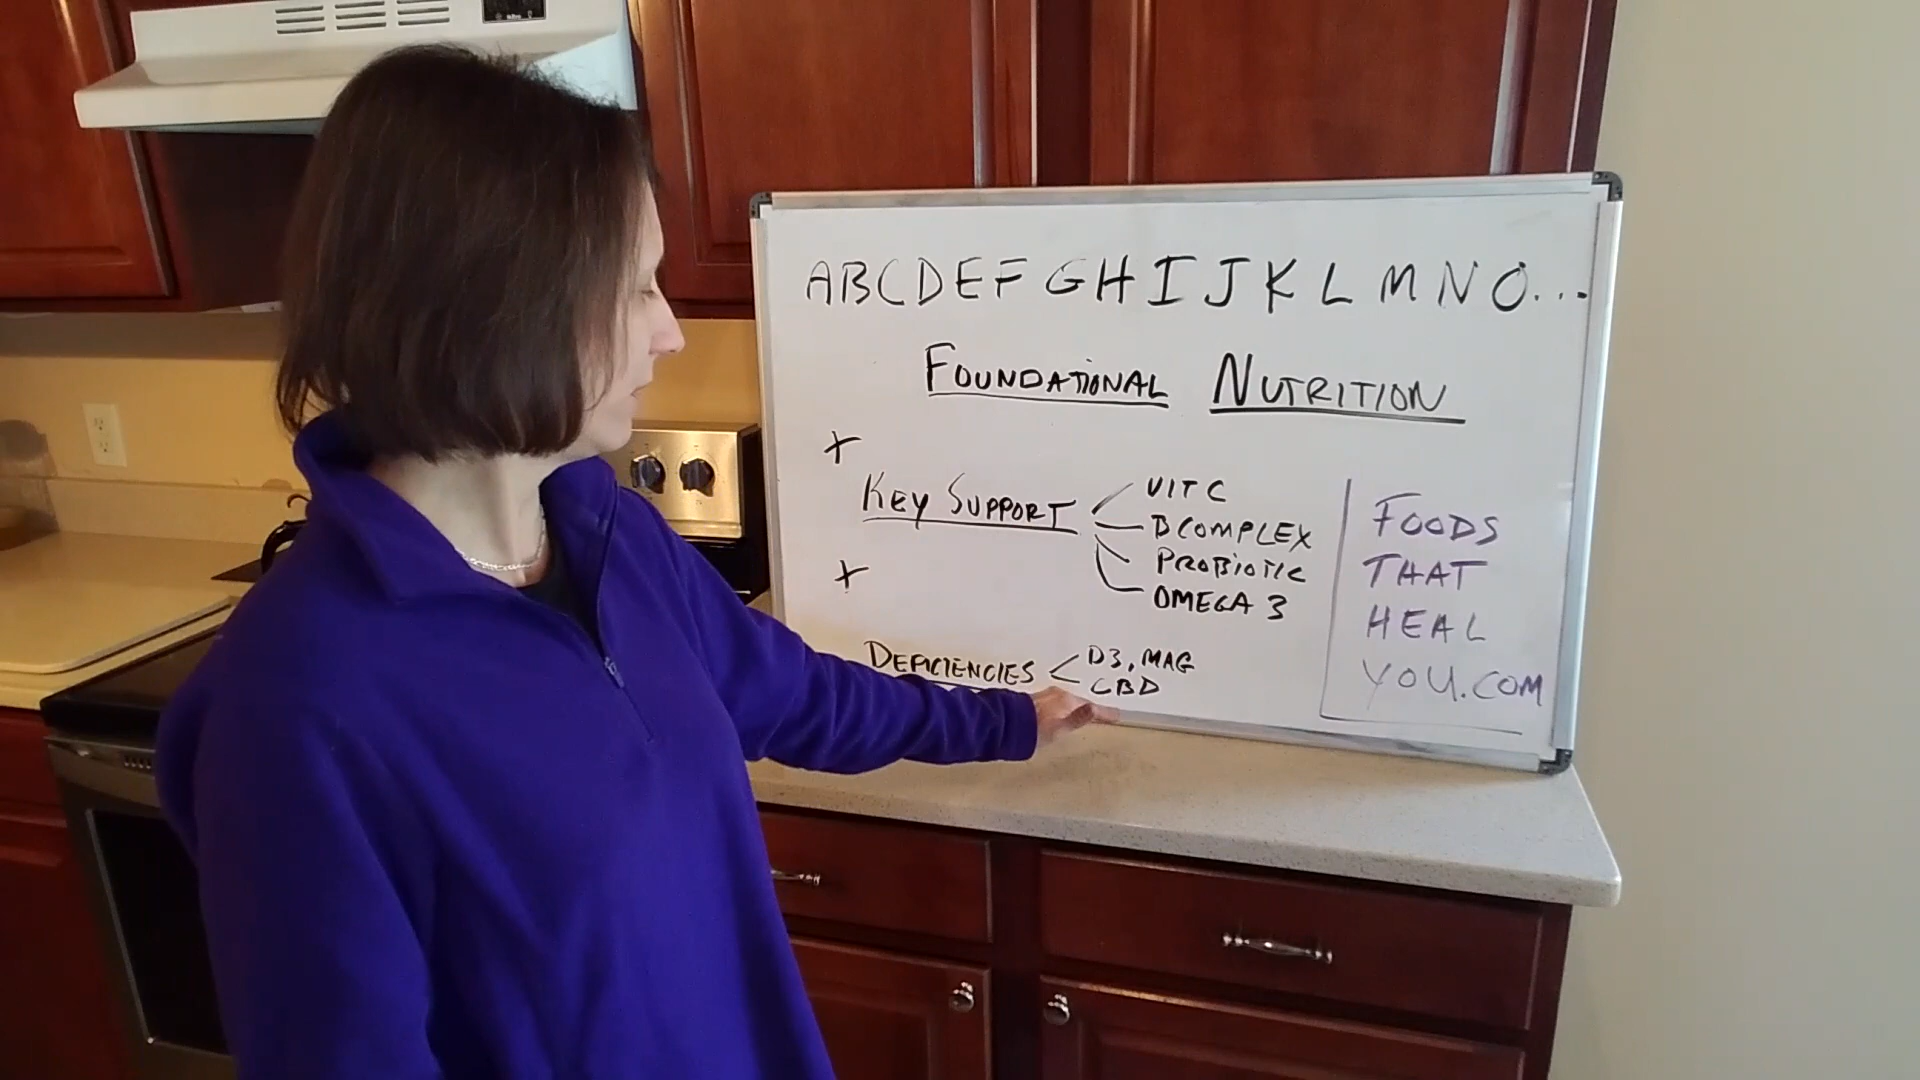 ABCDEFGHIJKLMNO...
FOUNDATIONAL NUTRITION
+
KEY SUPPORT
VIT C
B COMPLEX
PROBIOTIC
OMEGA 3
+
DEFICIENCIES
D3, MAG
CBD
FOODS
THAT
HEAL
YOU.COM